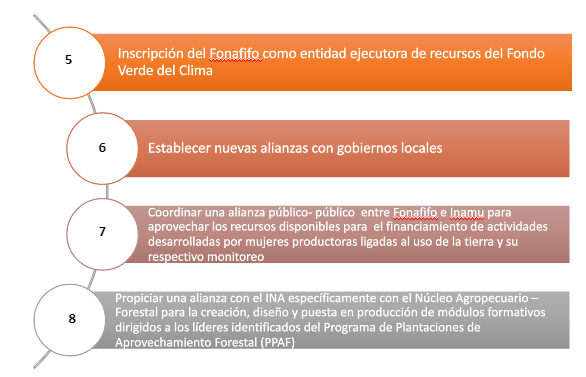 5
Inscripción del Fonafifo como entidad ejecutora de recursos del Fondo
Verde del Clima
6
Establecer nuevas alianzas con gobiernos locales
7
Coordinar una alianza público- público entre Fonafifo e Inamu para
aprovechar los recursos disponibles para el financiamiento de actividades
desarrolladas por mujeres productoras ligadas al uso de la tierra y su
respectivo monitoreo
8
Propiciar una alianza con el INA específicamente con el Núcleo Agropecuario –
Forestal para la creación, diseño y puesta en producción de módulos formativos
dirigidos a los líderes identificados del Programa de Plantaciones de
Aprovechamiento Forestal (PPAF)